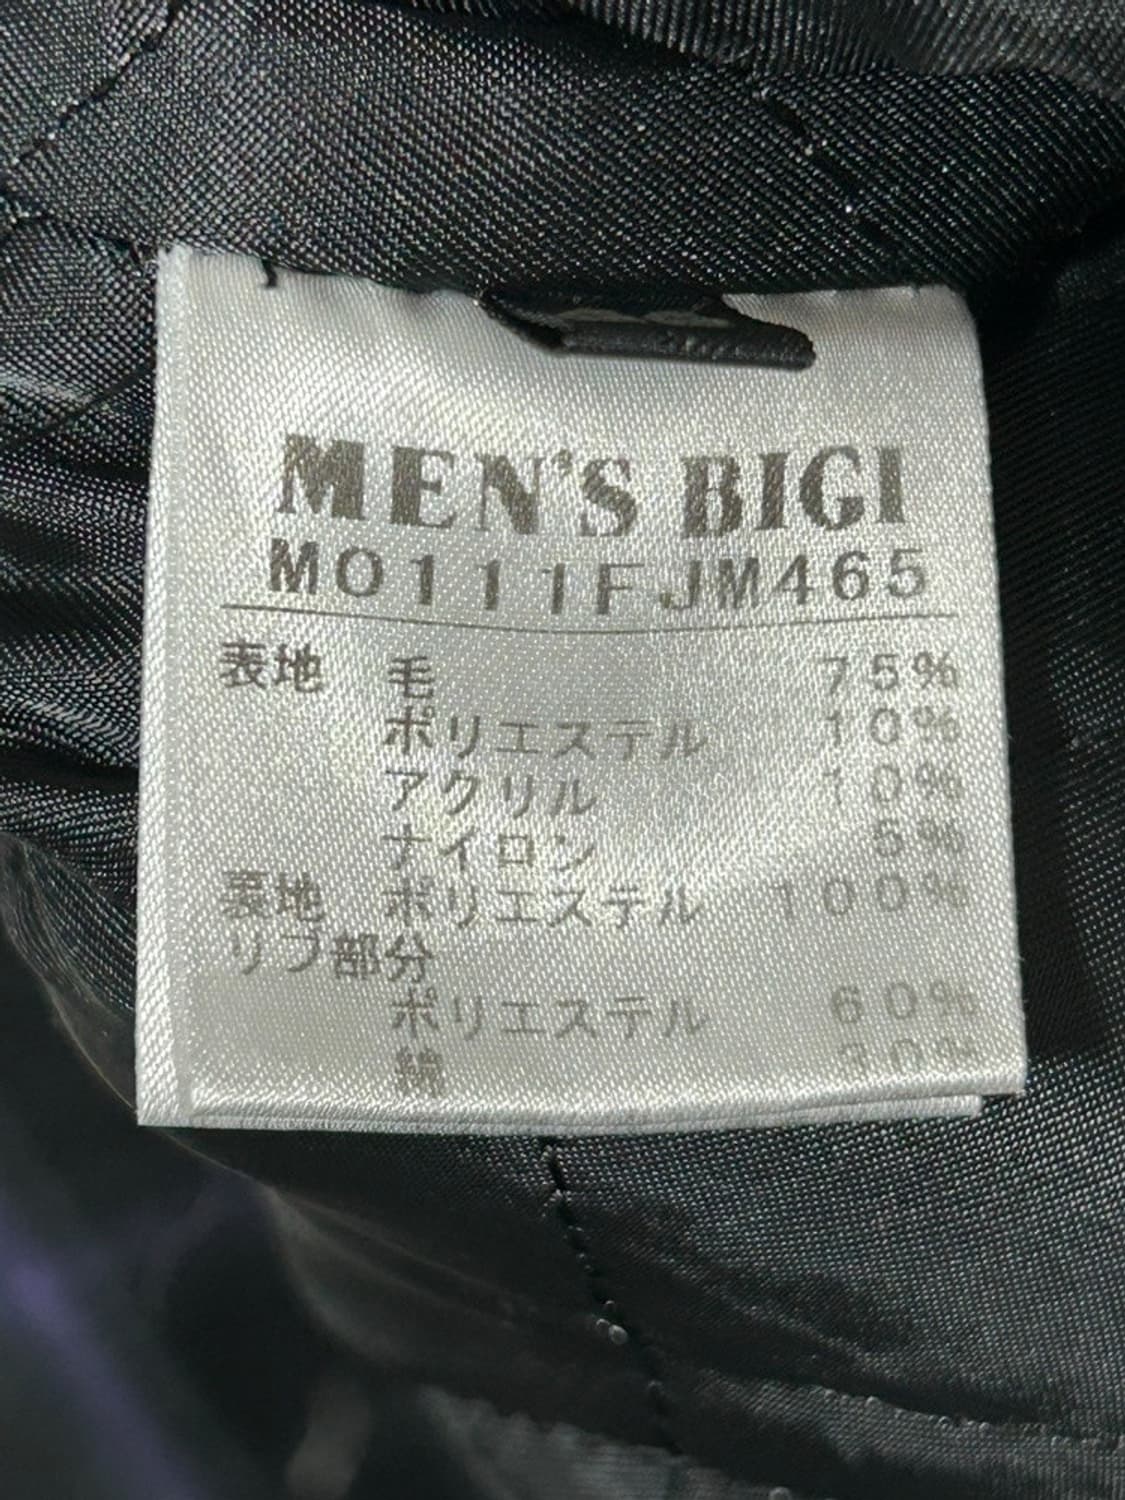 MEN'S BIGI
M0111FJM465
表地 毛 75%
ポリエステル 10%
アクリル 10%
ナイロン 5%
裏地 ポリエステル 100%
リブ部分
ポリエステル 60%
綿 30%